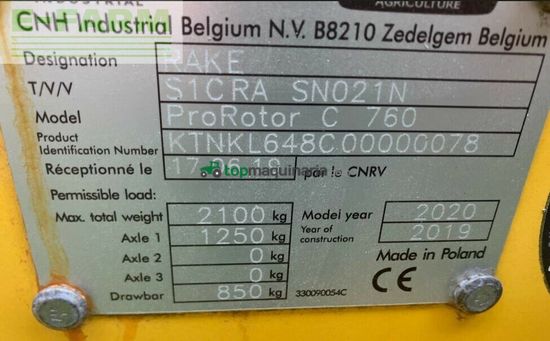 AGRICULTURE
CNH Industrial Belgium N.V. B8210 Zedelgem Belgium
Designation RAKE
T/V/V S1CRA SN021N
Model ProRotor C 760
Product
Identification Number KTNKL648C00000078
Réceptionné le 17-06-19 par le CNRV
topmaquinaria
Permissible load:
Max. total weight 2100 kg Model year 2020
Axle 1 1250 kg Year of construction 2019
Axle 2 0 kg
Axle 3 0 kg Made in Poland
Drawbar 850 kg 330090054C CE